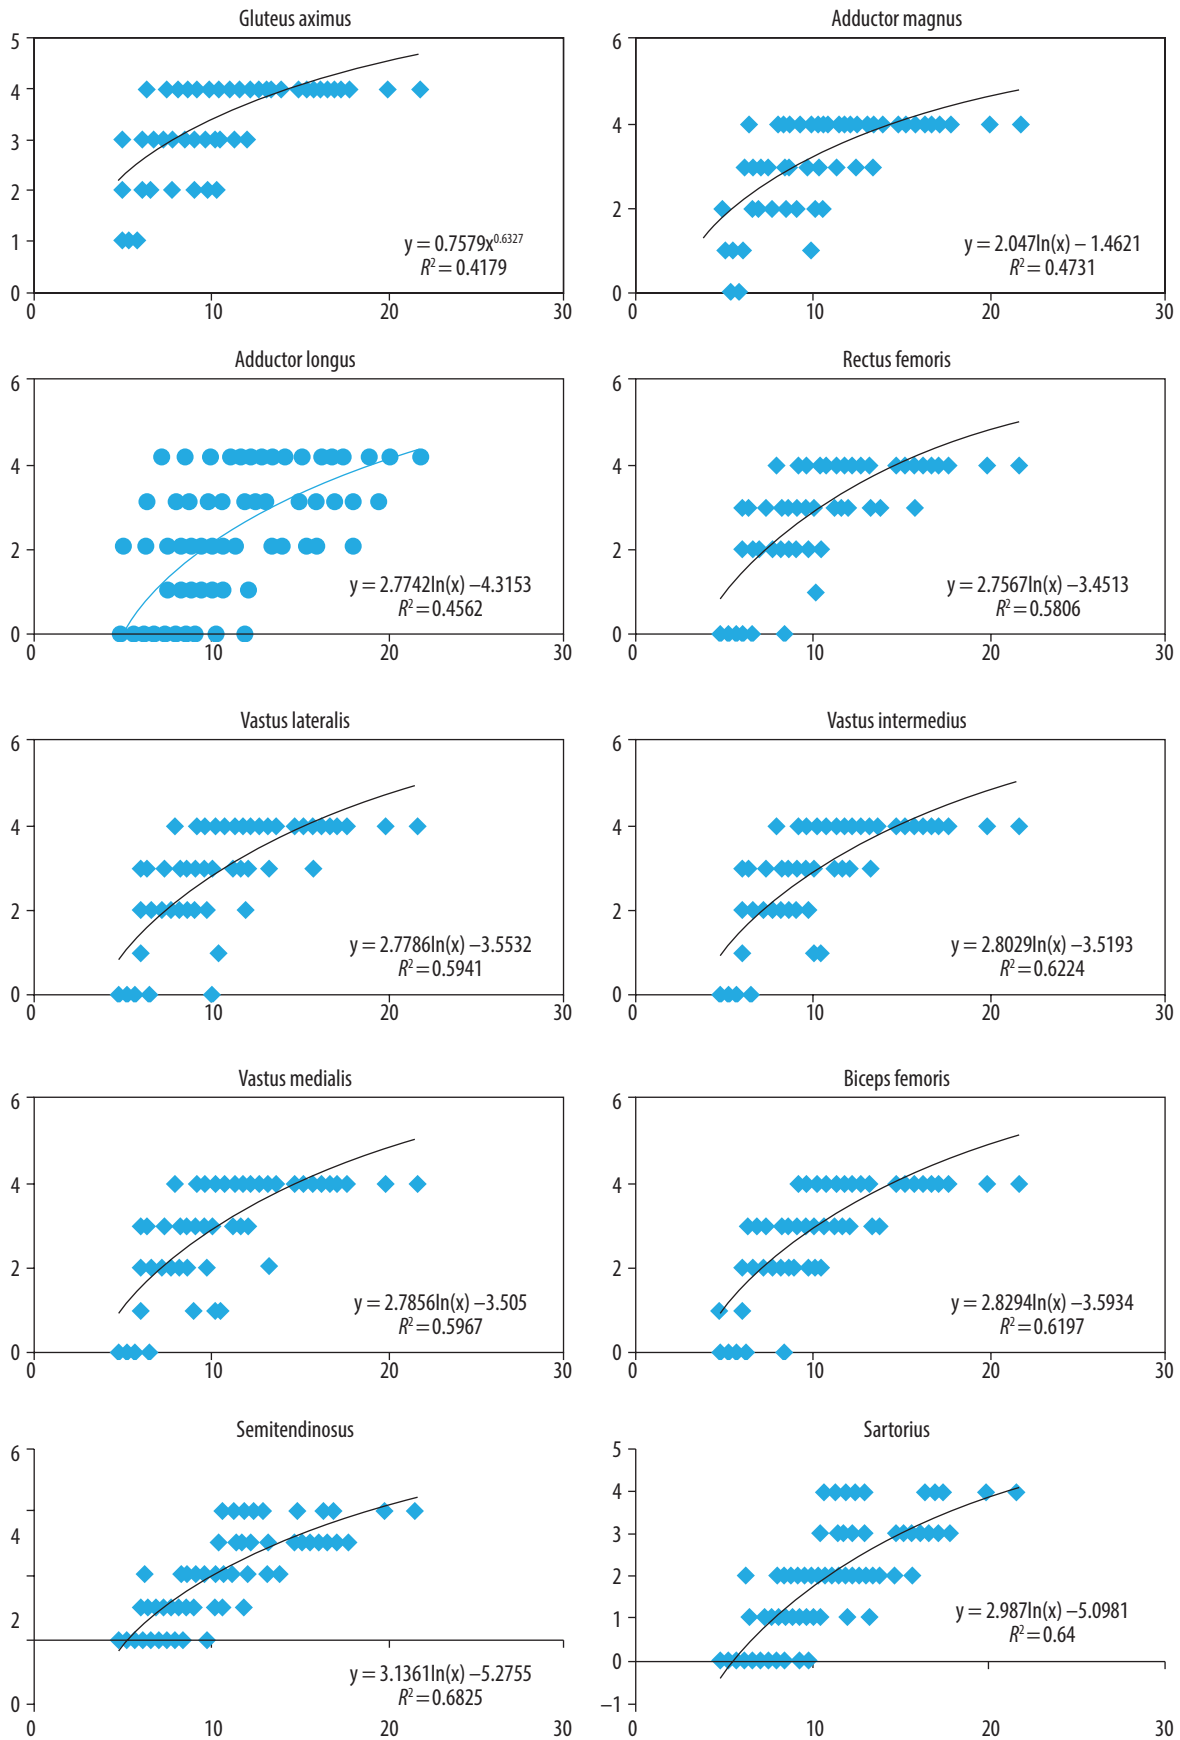 Gluteus aximus
5
4
3
2
1
0
0 10 20 30
y = 0.7579x^0.6327
R² = 0.4179
Adductor magnus
6
4
2
0
0 10 20 30
y = 2.047ln(x) – 1.4621
R² = 0.4731
Adductor longus
6
4
2
0
0 10 20 30
y = 2.7742ln(x) –4.3153
R² = 0.4562
Rectus femoris
6
4
2
0
0 10 20 30
y = 2.7567ln(x) –3.4513
R² = 0.5806
Vastus lateralis
6
4
2
0
0 10 20 30
y = 2.7786ln(x) –3.5532
R² = 0.5941
Vastus intermedius
6
4
2
0
0 10 20 30
y = 2.8029ln(x) –3.5193
R² = 0.6224
Vastus medialis
6
4
2
0
0 10 20 30
y = 2.7856ln(x) –3.505
R² = 0.5967
Biceps femoris
6
4
2
0
0 10 20 30
y = 2.8294ln(x) –3.5934
R² = 0.6197
Semitendinosus
6
4
2
0
0 10 20 30
y = 3.1361ln(x) –5.2755
R² = 0.6825
Sartorius
5
4
3
2
1
0
–1
0 10 20 30
y = 2.987ln(x) –5.0981
R² = 0.64